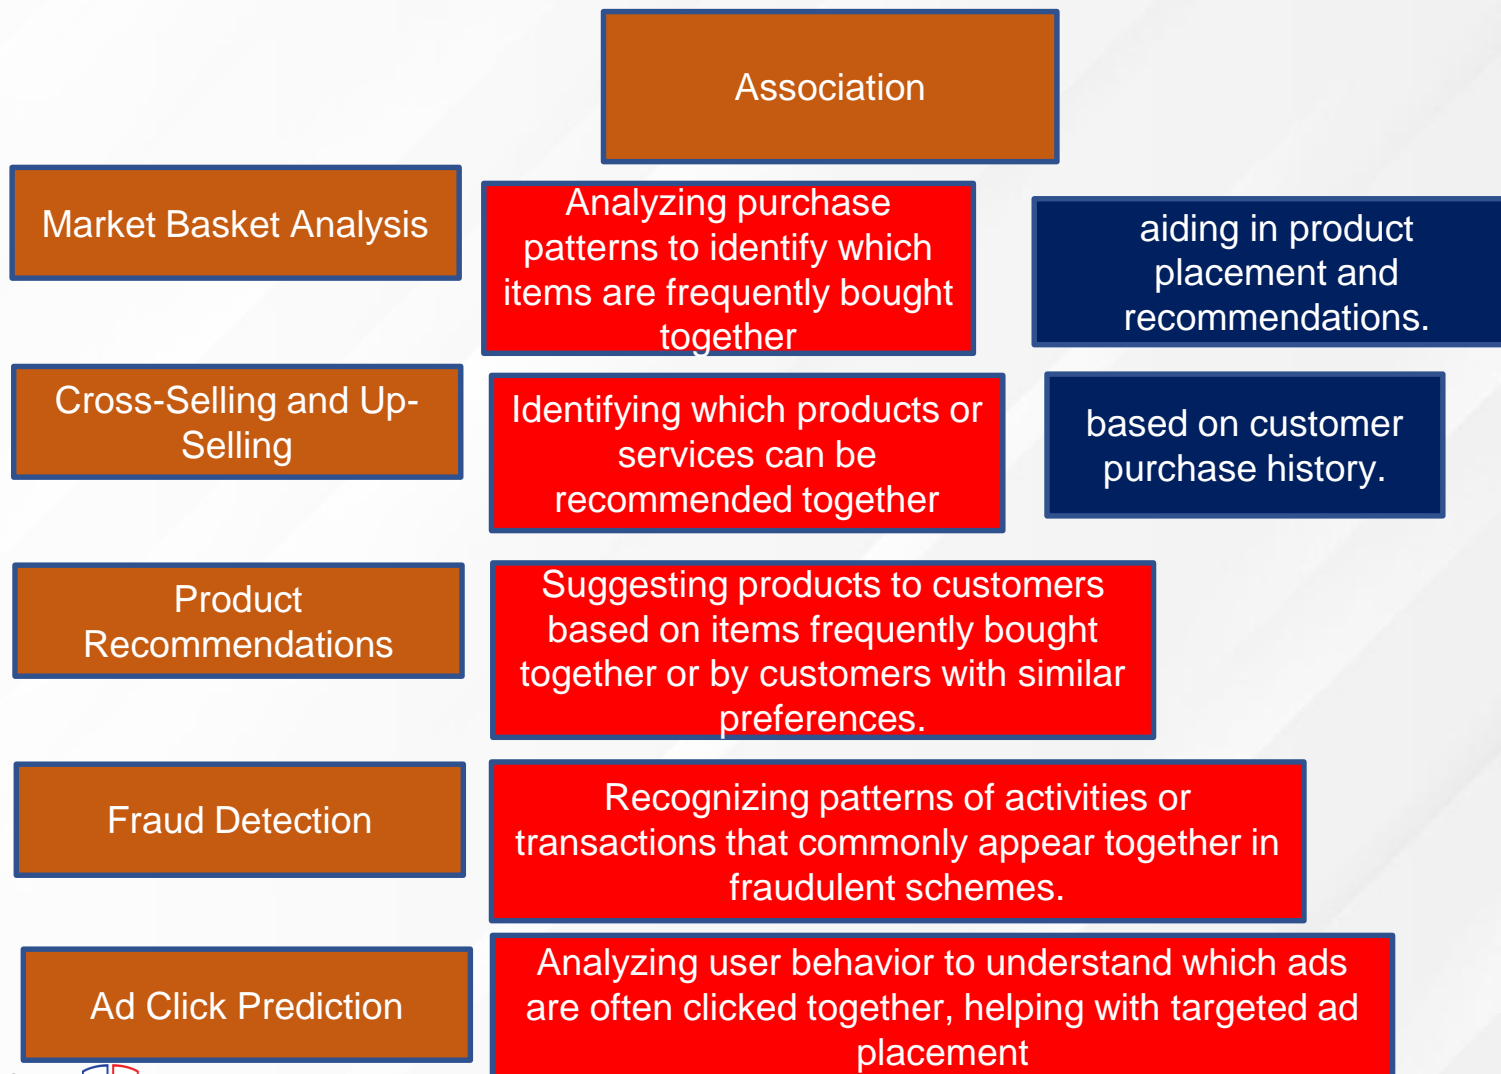 Association
Market Basket Analysis
Analyzing purchase
patterns to identify which
items are frequently bought
together
aiding in product
placement and
recommendations.
Cross-Selling and Up-
Selling
Identifying which products or
services can be
recommended together
based on customer
purchase history.
Product
Recommendations
Suggesting products to customers
based on items frequently bought
together or by customers with similar
preferences.
Fraud Detection
Recognizing patterns of activities or
transactions that commonly appear together in
fraudulent schemes.
Ad Click Prediction
Analyzing user behavior to understand which ads
are often clicked together, helping with targeted ad
placement